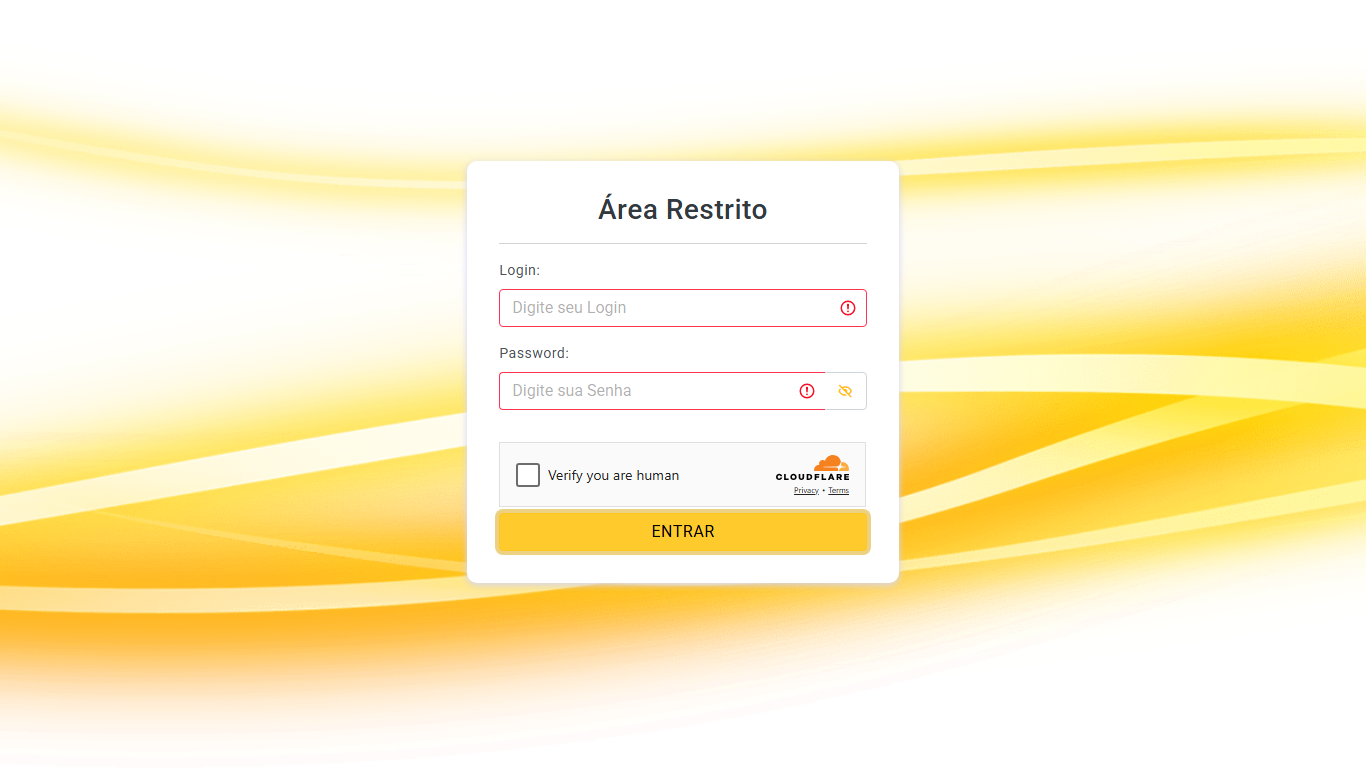 Área Restrito
Login:
Digite seu Login
Password:
Digite sua Senha
Verify you are human
CLOUDFLARE
Privacy • Terms
ENTRAR